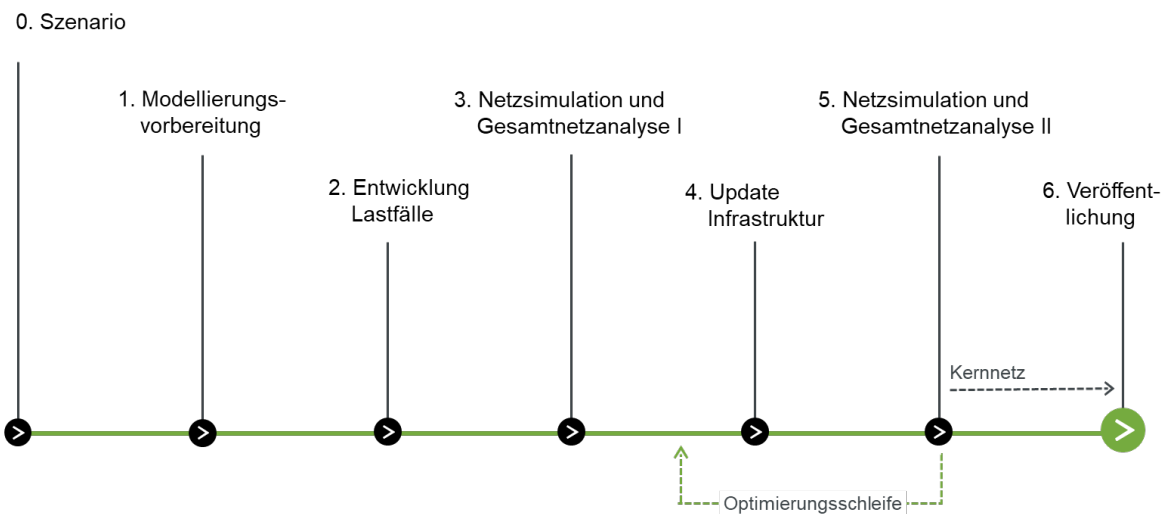 0. Szenario
1. Modellierungs-
vorbereitung
2. Entwicklung
Lastfälle
3. Netzsimulation und
Gesamtnetzanalyse I
4. Update
Infrastruktur
5. Netzsimulation und
Gesamtnetzanalyse II
6. Veröffent-
lichung
Kernnetz
Optimierungsschleife